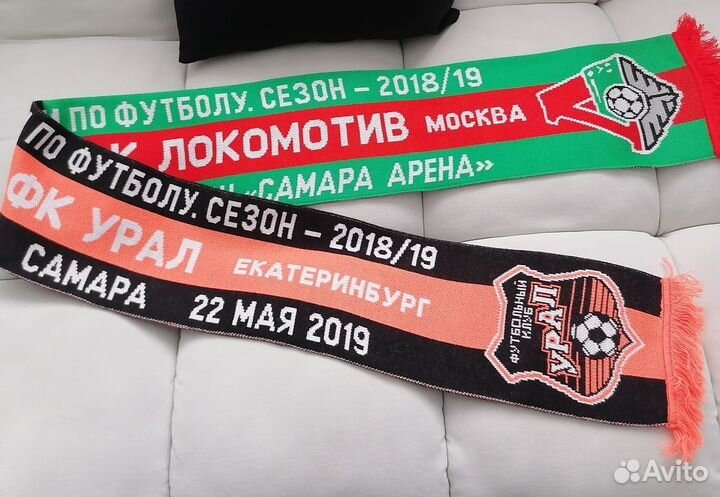 ПО ФУТБОЛУ. СЕЗОН – 2018/19
ЛОКОМОТИВ МОСКВА
«САМАРА АРЕНА»
ПО ФУТБОЛУ. СЕЗОН – 2018/19
ФК УРАЛ ЕКАТЕРИНБУРГ
САМАРА 22 МАЯ 2019
ФУТБОЛЬНЫЙ
КЛУБ
УРАЛ
Avito